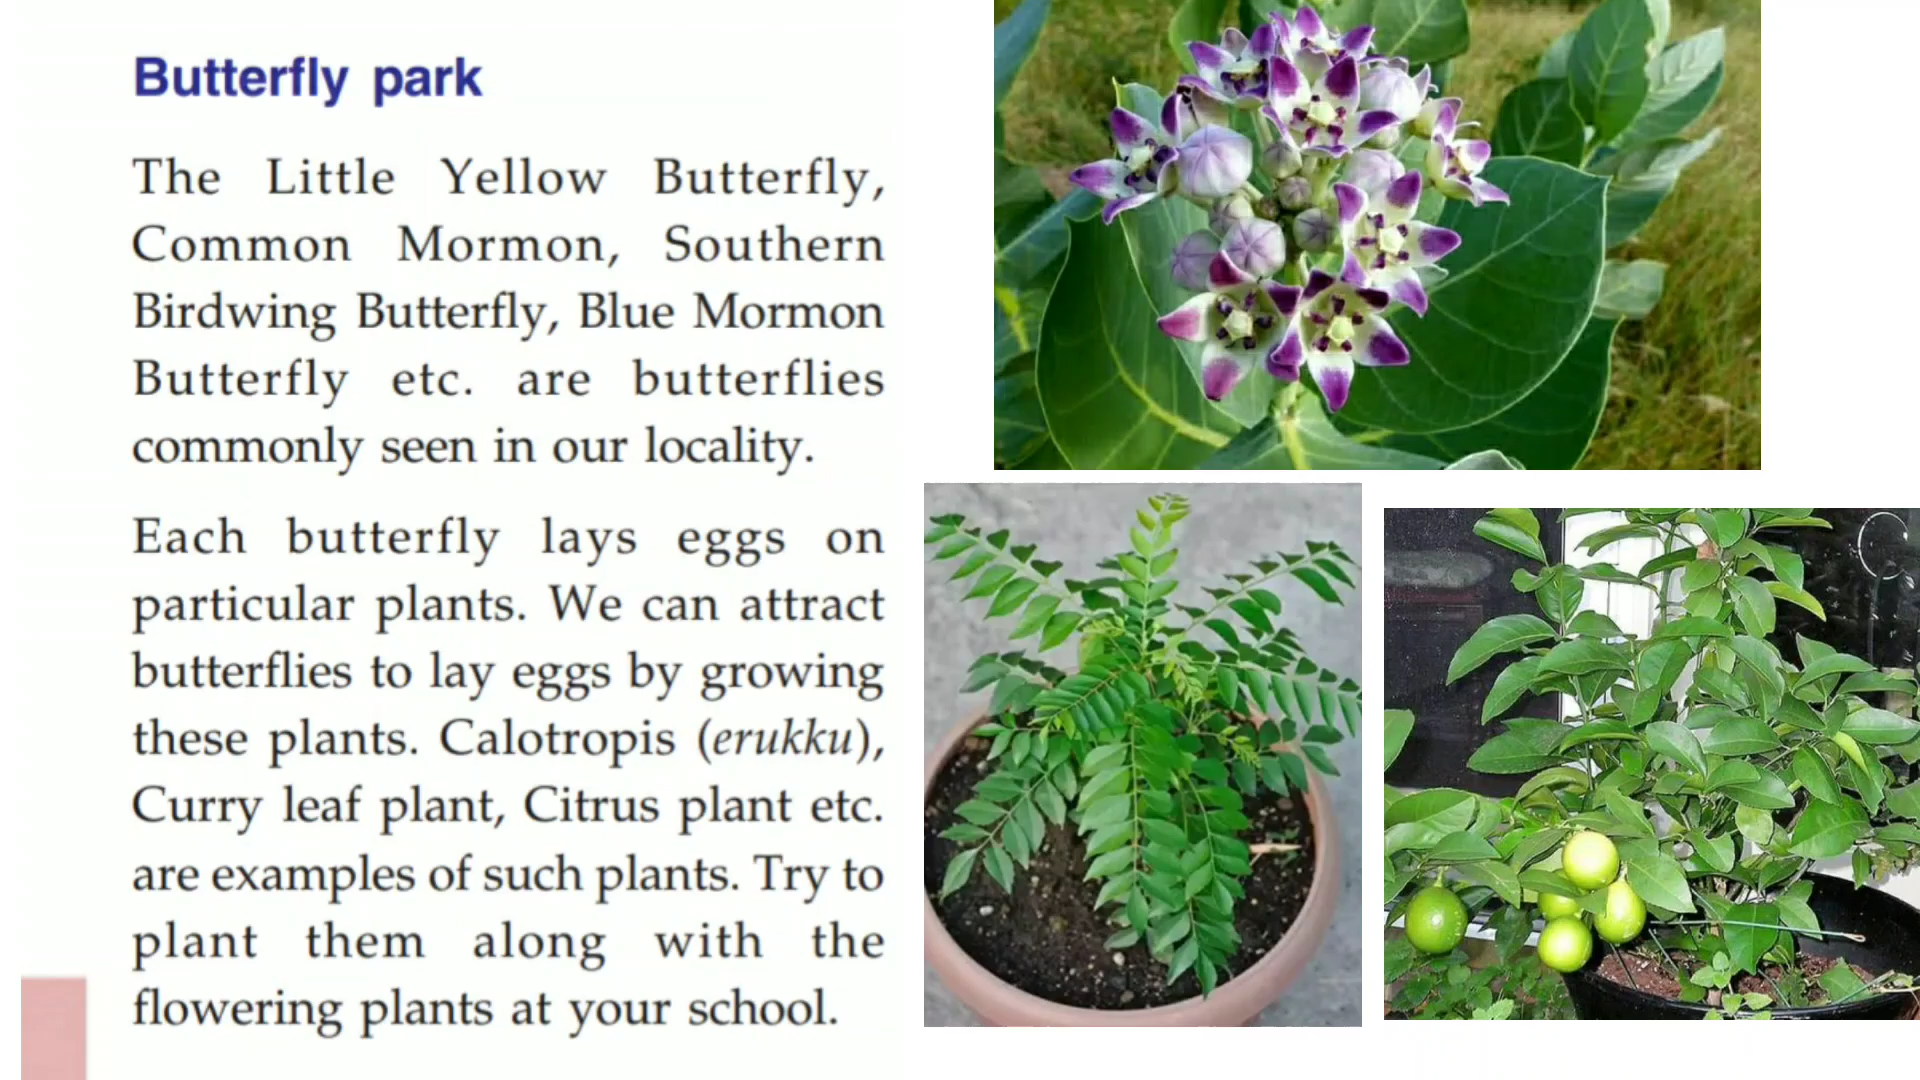 Butterfly park
The Little Yellow Butterfly,
Common Mormon, Southern
Birdwing Butterfly, Blue Mormon
Butterfly etc. are butterflies
commonly seen in our locality.
Each butterfly lays eggs on
particular plants. We can attract
butterflies to lay eggs by growing
these plants. Calotropis (erukku),
Curry leaf plant, Citrus plant etc.
are examples of such plants. Try to
plant them along with the
flowering plants at your school.